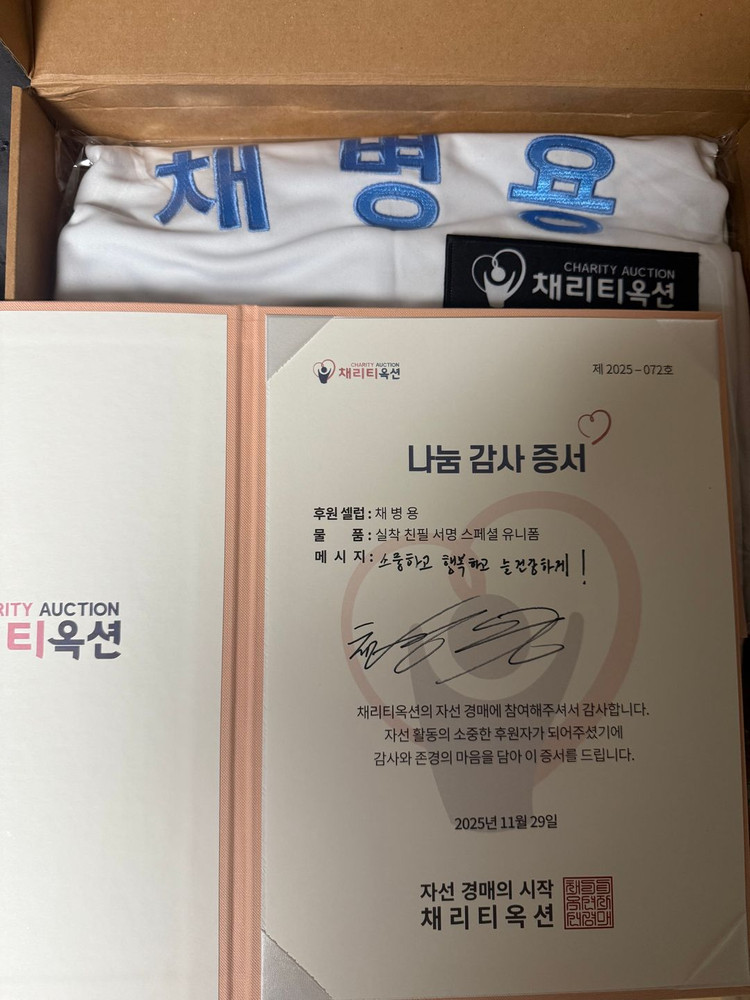 채병용
CHARITY AUCTION
채리티옥션
RITY AUCTION
티옥션
CHARITY AUCTION
채리티옥션
제 2025-072호
나눔 감사 증서
후원 셀럽 : 채 병 용
물 품 : 실착 친필 서명 스페셜 유니폼
메 시 지 : 소중하고 행복하고 늘건강하게!
채리티옥션의 자선 경매에 참여해주셔서 감사합니다.
자선 활동의 소중한 후원자가 되어주셨기에
감사와 존경의 마음을 담아 이 증서를 드립니다.
2025년 11월 29일
자선 경매의 시작
채리티옥션